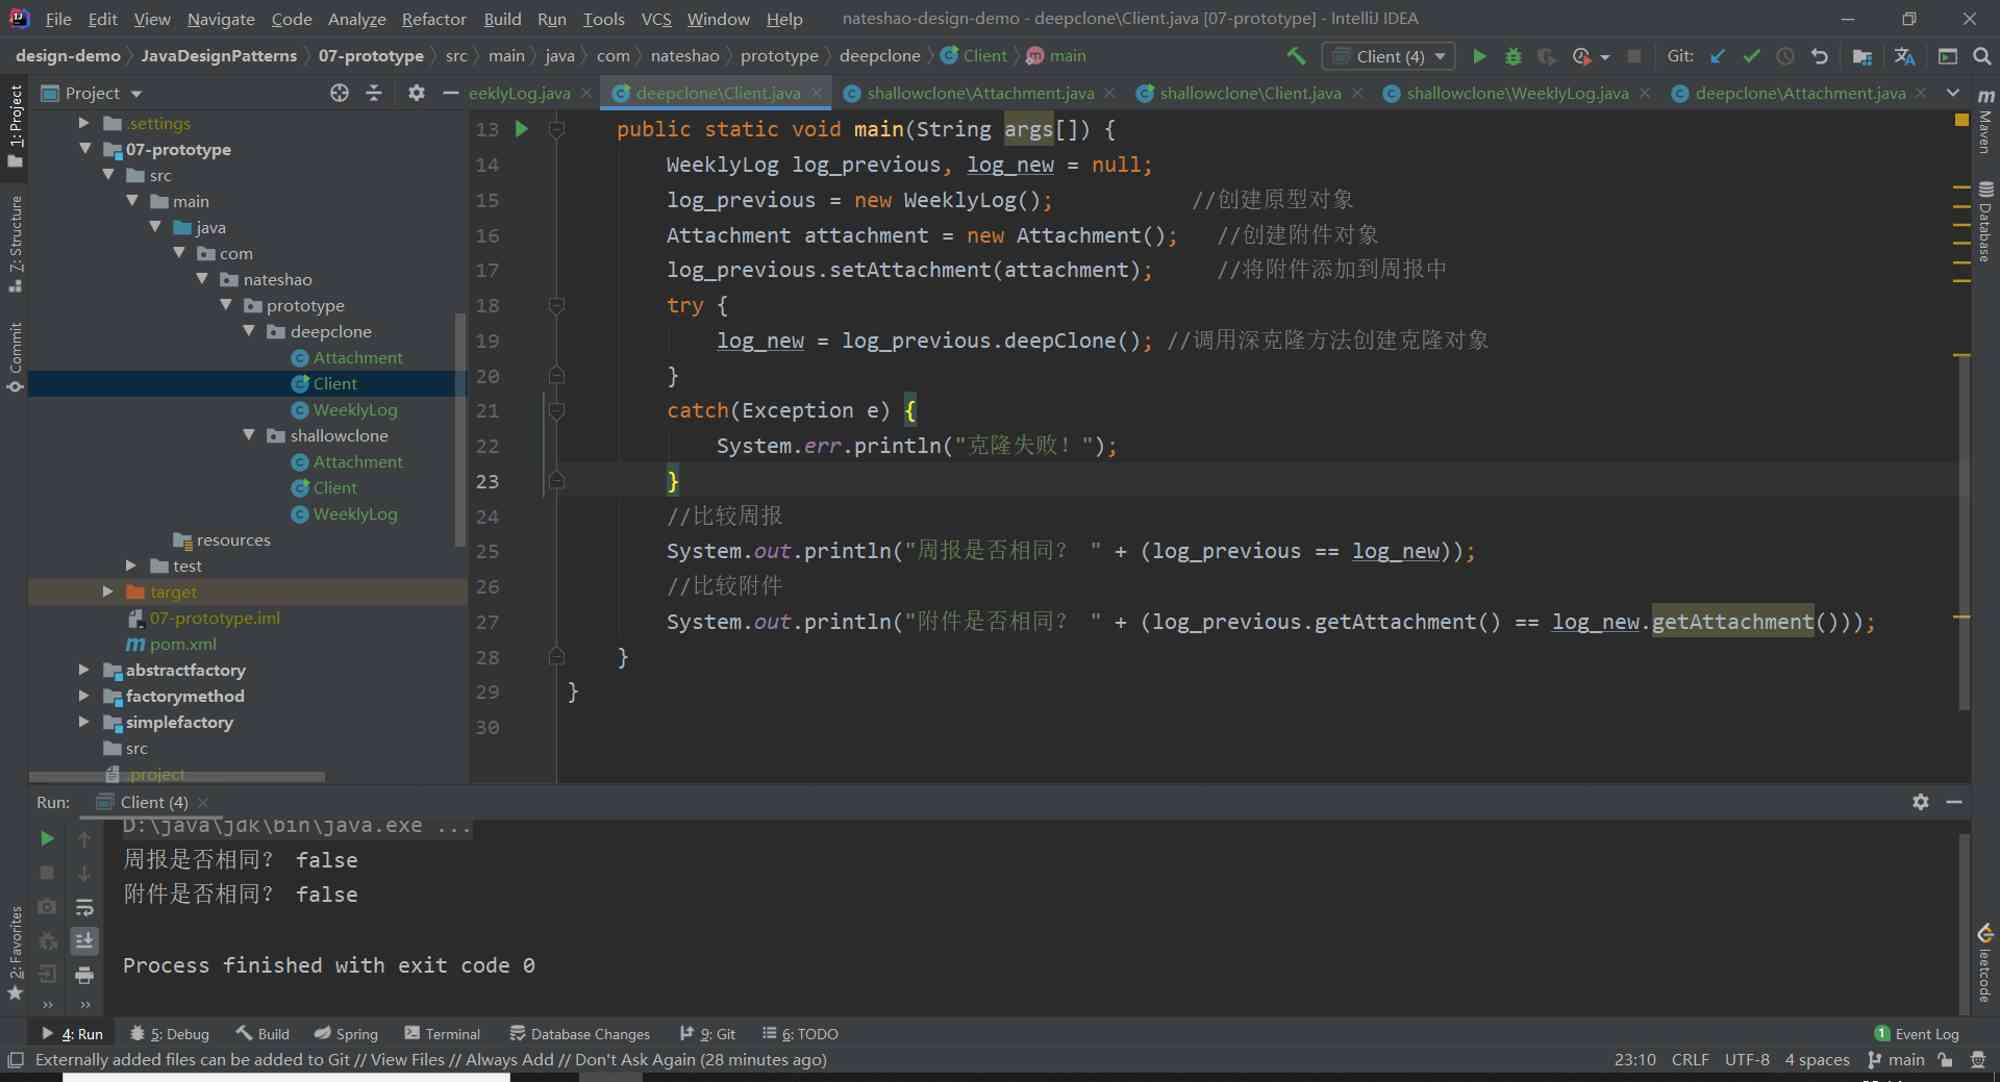 File Edit View Navigate Code Analyze Refactor Build Run Tools VCS Window Help nateshao-design-demo - deepclone\Client.java [07-prototype] - IntelliJ IDEA
design-demo JavaDesignPatterns 07-prototype src main java com nateshao prototype deepclone Client main Client (4) Git:
Project eeklyLog.java deepclone\Client.java shallowclone\Attachment.java shallowclone\Client.java shallowclone\WeeklyLog.java deepclone\Attachment.java
1: Project
Z: Structure
Commit
2: Favorites
.settings
07-prototype
src
main
java
com
nateshao
prototype
deepclone
Attachment
Client
WeeklyLog
shallowclone
Attachment
Client
WeeklyLog
resources
test
target
07-prototype.iml
pom.xml
abstractfactory
factorymethod
simplefactory
src
.project
13 public static void main(String args[]) {
14 WeeklyLog log_previous, log_new = null;
15 log_previous = new WeeklyLog(); //创建原型对象
16 Attachment attachment = new Attachment(); //创建附件对象
17 log_previous.setAttachment(attachment); //将附件添加到周报中
18 try {
19 log_new = log_previous.deepClone(); //调用深克隆方法创建克隆对象
20 }
21 catch(Exception e) {
22 System.err.println("克隆失败！");
23 }
24 //比较周报
25 System.out.println("周报是否相同？ " + (log_previous == log_new));
26 //比较附件
27 System.out.println("附件是否相同？ " + (log_previous.getAttachment() == log_new.getAttachment()));
28 }
29 }
30
Maven
Database
leetcode
Run: Client (4)
D:\java\jdk\bin\java.exe ...
周报是否相同？ false
附件是否相同？ false
Process finished with exit code 0
4: Run 5: Debug Build Spring Terminal Database Changes 9: Git 6: TODO 1 Event Log
Externally added files can be added to Git // View Files // Always Add // Don't Ask Again (28 minutes ago) 23:10 CRLF UTF-8 4 spaces main